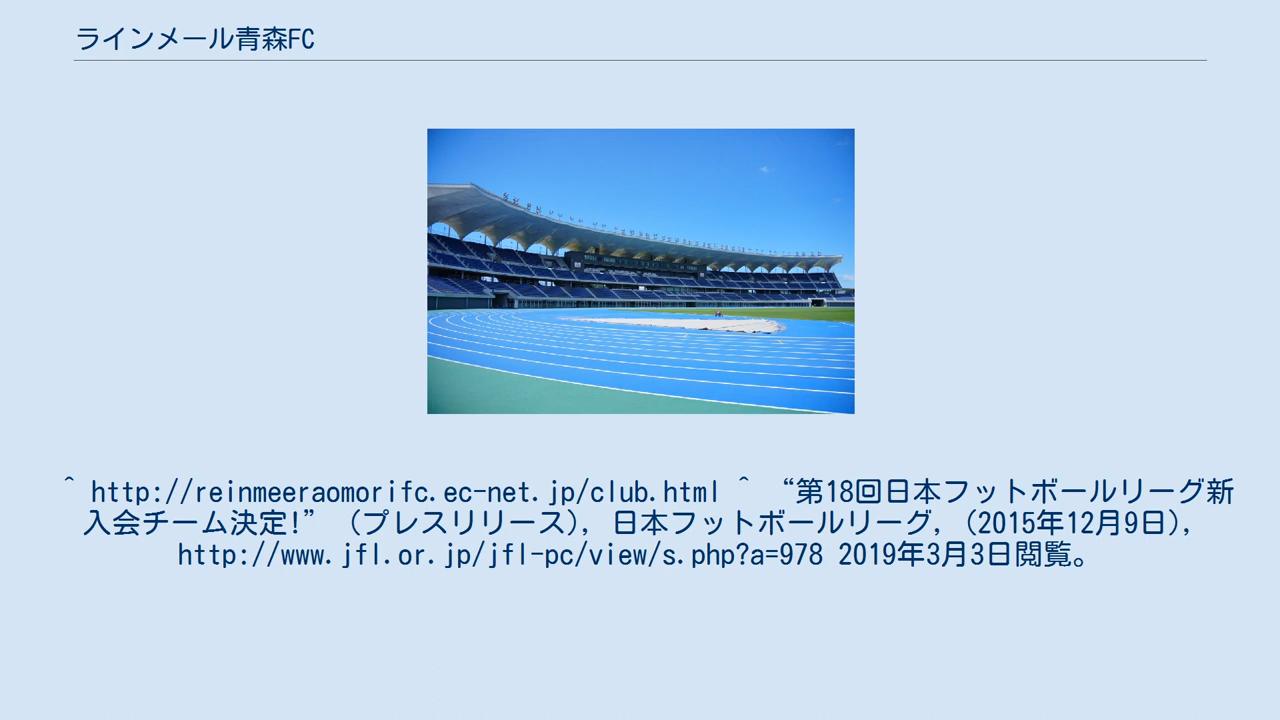 ラインメール青森FC
^ http://reinmeeraomorifc.ec-net.jp/club.html ^ “第18回日本フットボールリーグ新
入会チーム決定!” (プレスリリース), 日本フットボールリーグ, (2015年12月9日),
http://www.jfl.or.jp/jfl-pc/view/s.php?a=978 2019年3月3日閲覧。